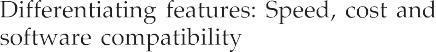 Differentiating features: Speed, cost and
software compatibility